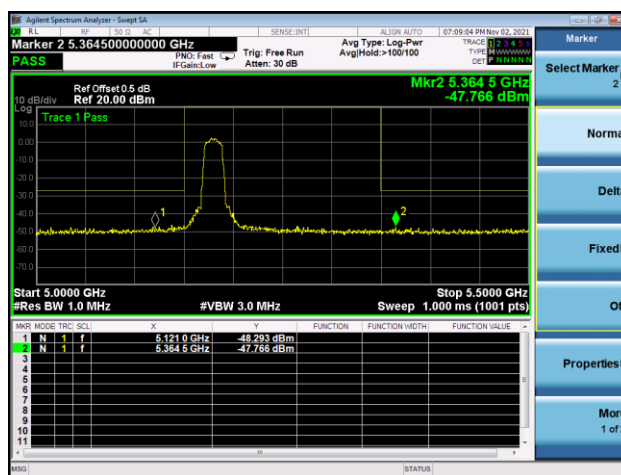 Agilent Spectrum Analyzer - Swept SA
RL RF 50 Ω AC SENSE:INT ALIGN AUTO 07:09:04 PM Nov 02, 2021
Marker 2 5.364500000000 GHz
PASS
PNO: Fast
IFGain:Low
Trig: Free Run
Atten: 30 dB
Avg Type: Log-Pwr
Avg|Hold:>100/100
TRACE 1 2 3 4 5 6
TYPE M
DET P N N N N N
Ref Offset 0.5 dB
Ref 20.00 dBm
10 dB/div
Log
Mkr2 5.364 5 GHz
-47.766 dBm
Trace 1 Pass
10.0
0.00
-10.0
-20.0
-30.0
-40.0
-50.0
-60.0
-70.0
1
2
Start 5.0000 GHz
Stop 5.5000 GHz
#Res BW 1.0 MHz #VBW 3.0 MHz Sweep 1.000 ms (1001 pts)
MKR MODE TRC SCL X Y FUNCTION FUNCTION WIDTH FUNCTION VALUE
1 N 1 f 5.121 0 GHz -48.293 dBm
2 N 1 f 5.364 5 GHz -47.766 dBm
3
4
5
6
7
8
9
10
11
MSG STATUS
Marker
Select Marker
2
Norma
Delt
Fixed
Of
Properties
Mor
1 of